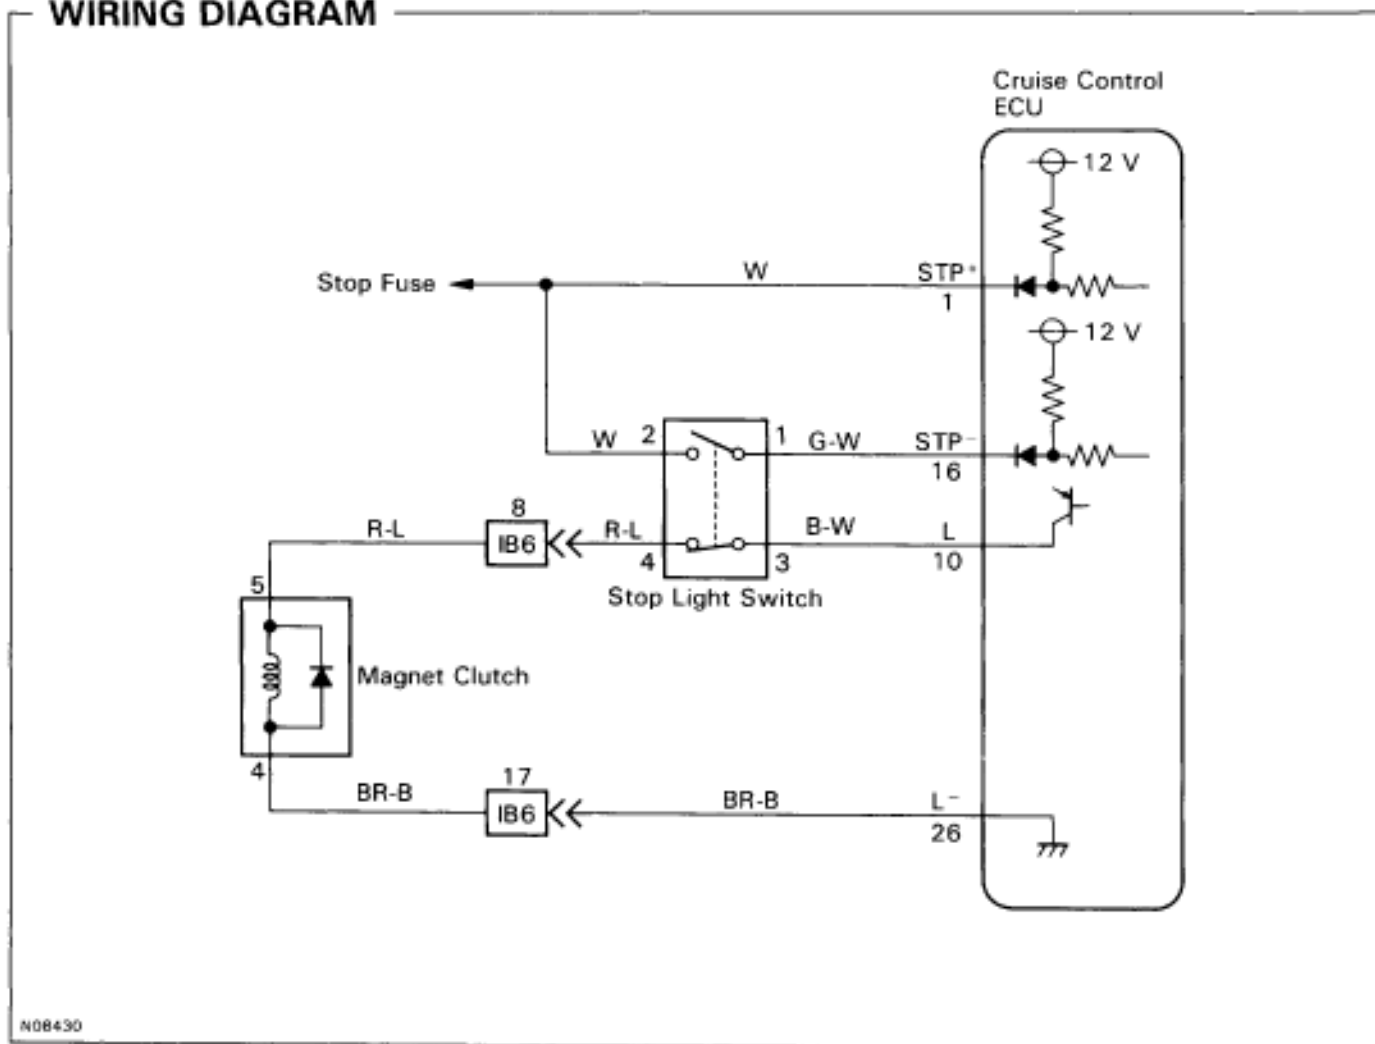 WIRING DIAGRAM
Cruise Control
ECU
12 V
Stop Fuse
W
STP+
1
12 V
W
2
1
G-W
STP-
16
R-L
8
IB6
R-L
4
3
B-W
L
10
Stop Light Switch
5
Magnet Clutch
4
BR-B
17
IB6
BR-B
L-
26
N08430